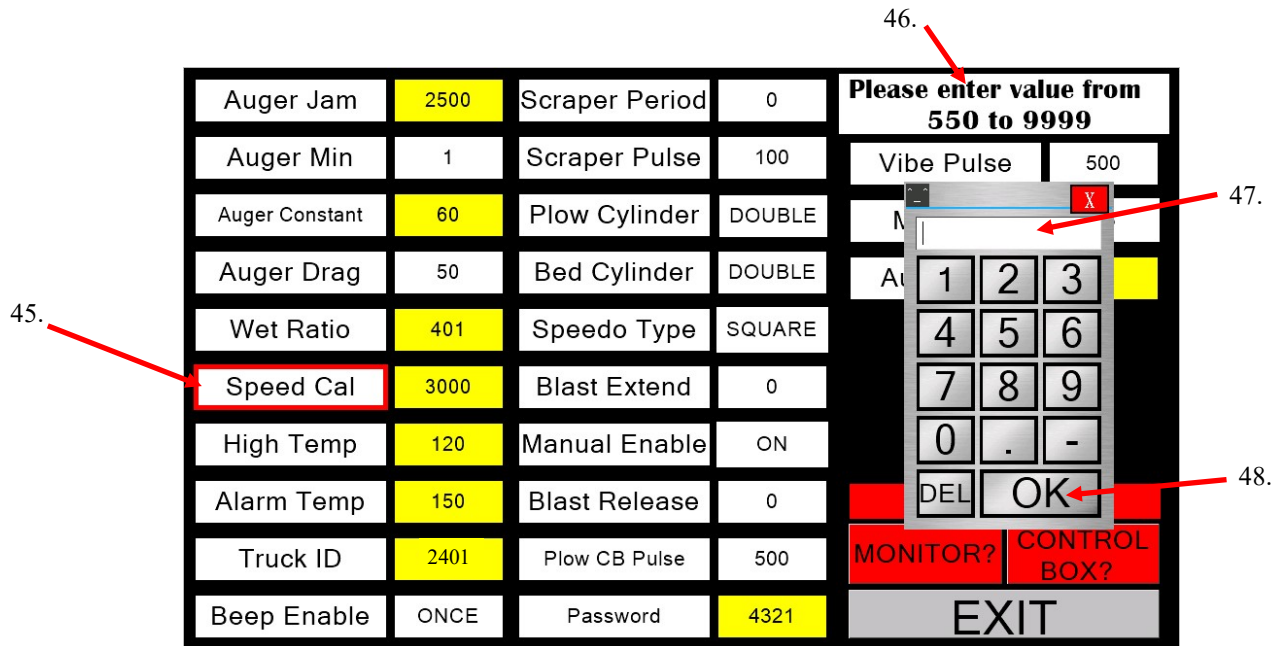 46.
Auger Jam 2500 Scraper Period 0
Please enter value from
550 to 9999
Auger Min 1 Scraper Pulse 100 Vibe Pulse 500
Auger Constant 60 Plow Cylinder DOUBLE
X
47.
Auger Drag 50 Bed Cylinder DOUBLE
1 2 3
45.
Wet Ratio 401 Speedo Type SQUARE
4 5 6
Speed Cal 3000 Blast Extend 0
7 8 9
High Temp 120 Manual Enable ON
0 . -
Alarm Temp 150 Blast Release 0
DEL OK
48.
Truck ID 2401 Plow CB Pulse 500
MONITOR? CONTROL
BOX?
Beep Enable ONCE Password 4321
EXIT